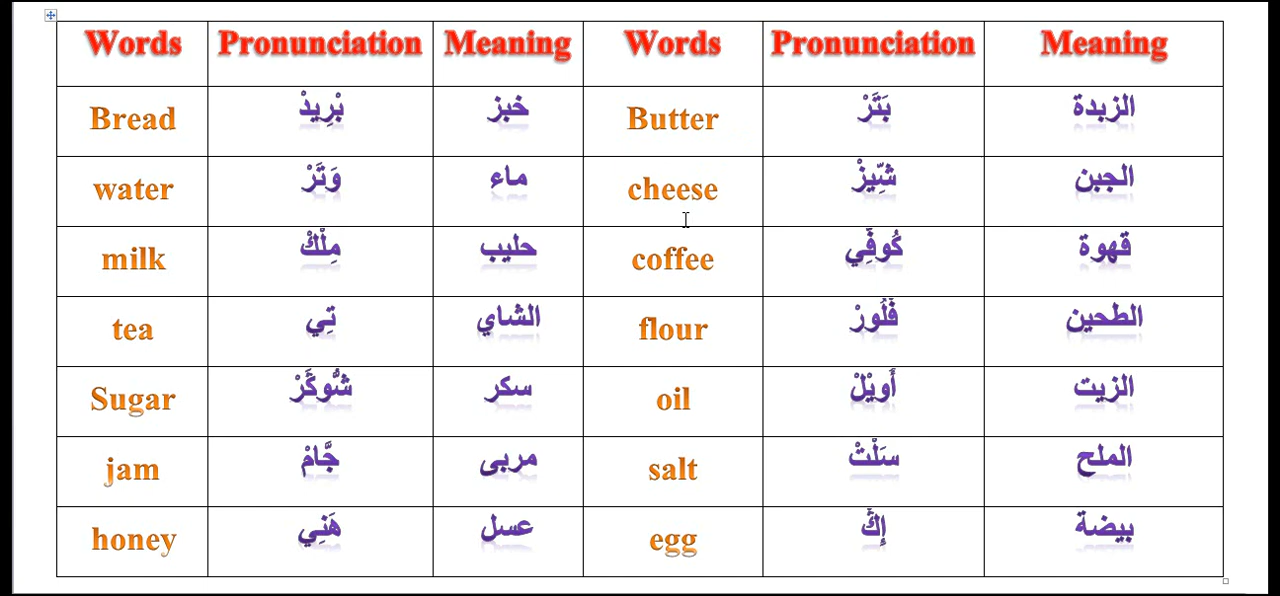 Words Pronunciation Meaning Words Pronunciation Meaning
Bread بْرِيدْ خبز Butter بَتَرْ الزبدة
water وَتَرْ ماء cheese شِّيزْ الجبن
milk مِلْكْ حليب coffee كُوفِي قهوة
tea تِي الشاي flour فْلُورْ الطحين
Sugar شُّوكَرْ سكر oil أَويْلْ الزيت
jam جَّامْ مربى salt سَلْتْ الملح
honey هَنِي عسل egg إِكْ بيضة